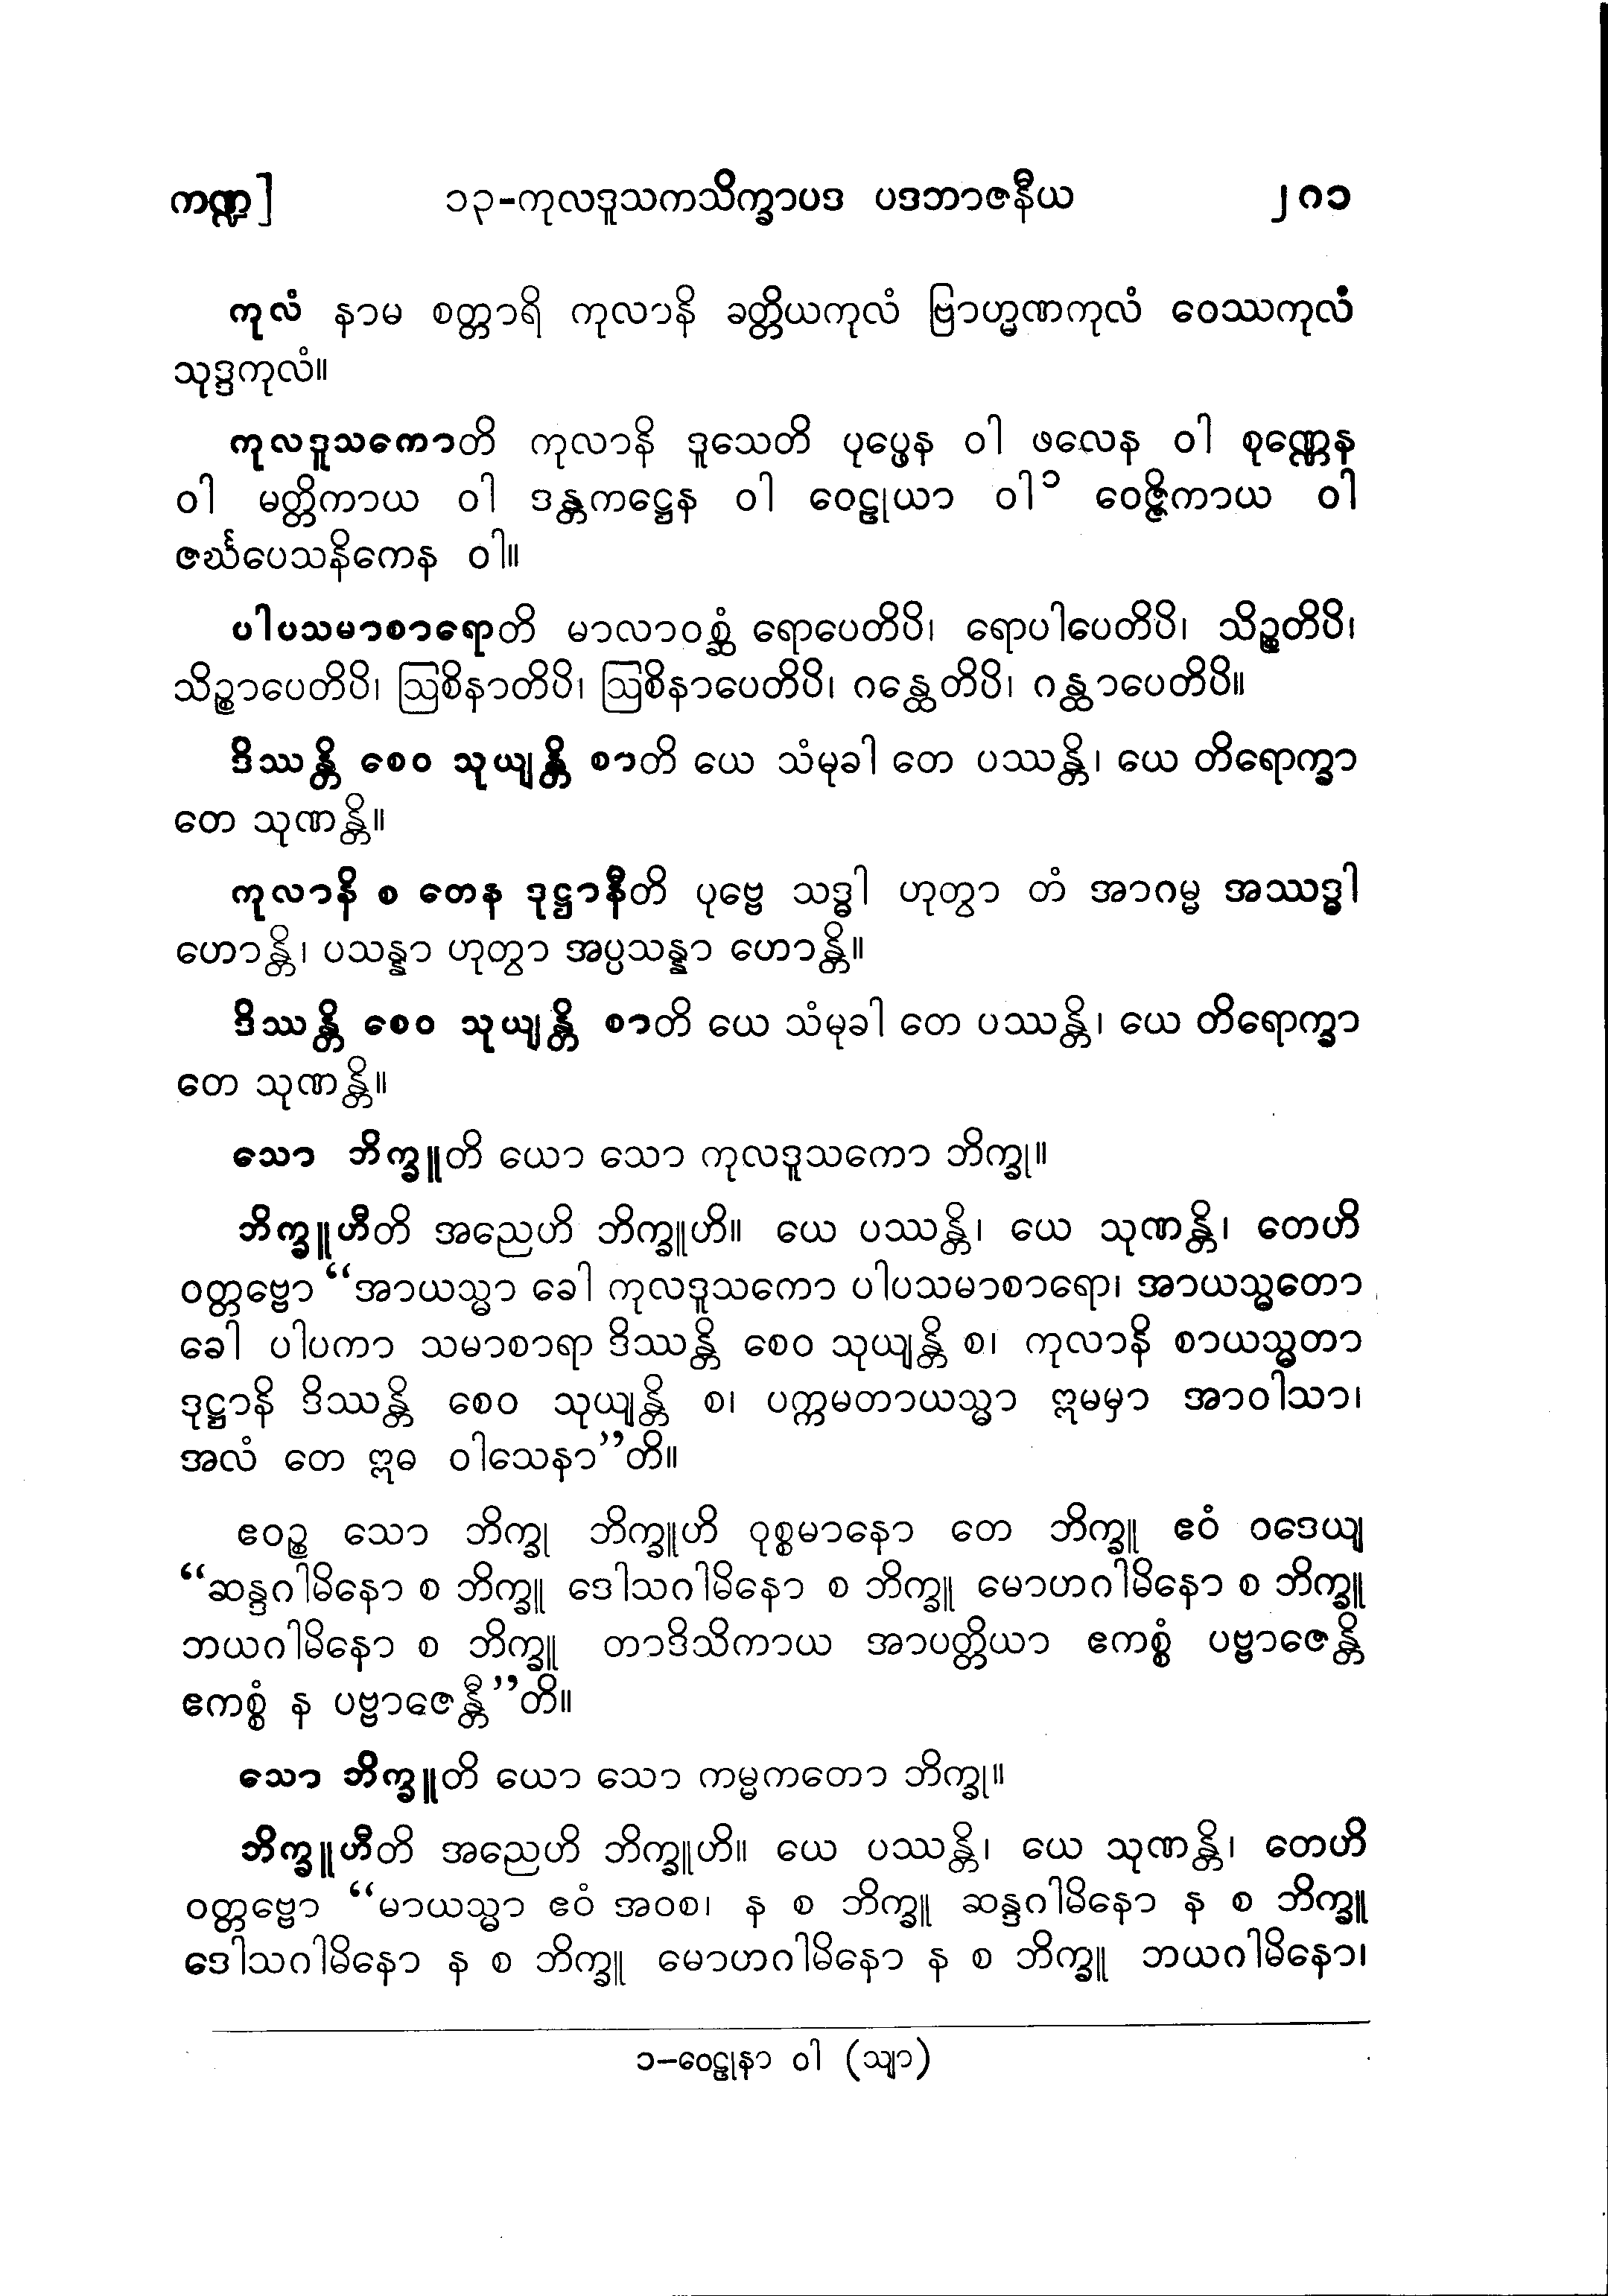 ကဏ္ဍ]	၁၃-ကုလဒူသကသိက္ခာပဒ ပဒဘာဇနီယ	၂၈၁
ကုလံ နာမ စတ္တာရိ ကုလာနိ ခတ္တိယကုလံ ဗြာဟ္မဏကုလံ ဝေဿကုလံ
သုဒ္ဒကုလံ။
ကုလဒူသကောတိ ကုလာနိ ဒူသေတိ ပုပ္ဖေန ဝါ ဖလေန ဝါ စုဏ္ဏေန
ဝါ မတ္တိကာယ ဝါ ဒန္တကဋ္ဌေန ဝါ ဝေဠုယာ ဝါ၁ ဝေဇ္ဇိကာယ ဝါ
ဇင်္ဃပေသနိကေန ဝါ။
ပါပသမာစာရောတိ မာလာဝစ္ဆံ ရောပေတိပိ၊ ရောပါပေတိပိ၊ သိဉ္စတိပိ၊
သိဉ္စာပေတိပိ၊ ဩစိနာတိပိ၊ ဩစိနာပေတိပိ၊ ဂန္ထေတိပိ၊ ဂန္ထာပေတိပိ။
ဒိဿန္တိ စေဝ သုယျန္တိ စာတိ ယေ သံမုခါ တေ ပဿန္တိ၊ ယေ တိရောက္ခာ
တေ သုဏန္တိ။
ကုလာနိ စ တေန ဒုဋ္ဌာနီတိ ပုဗ္ဗေ သဒ္ဓါ ဟုတွာ တံ အာဂမ္မ အဿဒ္ဓါ
ဟောန္တိ၊ ပသန္နာ ဟုတွာ အပ္ပသန္နာ ဟောန္တိ။
ဒိဿန္တိ စေဝ သုယျန္တိ စာတိ ယေ သံမုခါ တေ ပဿန္တိ၊ ယေ တိရောက္ခာ
တေ သုဏန္တိ။
သော ဘိက္ခူတိ ယော သော ကုလဒူသကော ဘိက္ခု။
ဘိက္ခူဟီတိ အညေဟိ ဘိက္ခူဟိ။ ယေ ပဿန္တိ၊ ယေ သုဏန္တိ၊ တေဟိ
ဝတ္တဗ္ဗော “အာယသ္မာ ခေါ ကုလဒူသကော ပါပသမာစာရော၊ အာယသ္မတော
ခေါ ပါပကာ သမာစာရာ ဒိဿန္တိ စေဝ သုယျန္တိ စ၊ ကုလာနိ စာယသ္မတာ
ဒုဋ္ဌာနိ ဒိဿန္တိ စေဝ သုယျန္တိ စ၊ ပက္ကမတာယသ္မာ ဣမမှာ အာဝါသာ၊
အလံ တေ ဣဓ ဝါသေနာ”တိ။
ဧဝဉ္စ သော ဘိက္ခု ဘိက္ခူဟိ ဝုစ္စမာနော တေ ဘိက္ခူ ဧဝံ ဝဒေယျ
“ဆန္ဒဂါမိနော စ ဘိက္ခူ ဒေါသဂါမိနော စ ဘိက္ခူ မောဟဂါမိနော စ ဘိက္ခူ
ဘယဂါမိနော စ ဘိက္ခူ တာဒိသိကာယ အာပတ္တိယာ ဧကစ္စံ ပဗ္ဗာဇေန္တိ
ဧကစ္စံ န ပဗ္ဗာဇေန္တီ”တိ။
သော ဘိက္ခူတိ ယော သော ကမ္မကတော ဘိက္ခု။
ဘိက္ခူဟီတိ အညေဟိ ဘိက္ခူဟိ။ ယေ ပဿန္တိ၊ ယေ သုဏန္တိ၊ တေဟိ
ဝတ္တဗ္ဗော “မာယသ္မာ ဧဝံ အဝစ၊ န စ ဘိက္ခူ ဆန္ဒဂါမိနော န စ ဘိက္ခူ
ဒေါသဂါမိနော န စ ဘိက္ခူ မောဟဂါမိနော န စ ဘိက္ခူ ဘယဂါမိနော၊
၁-ဝေဠုနာ ဝါ (သျာ)